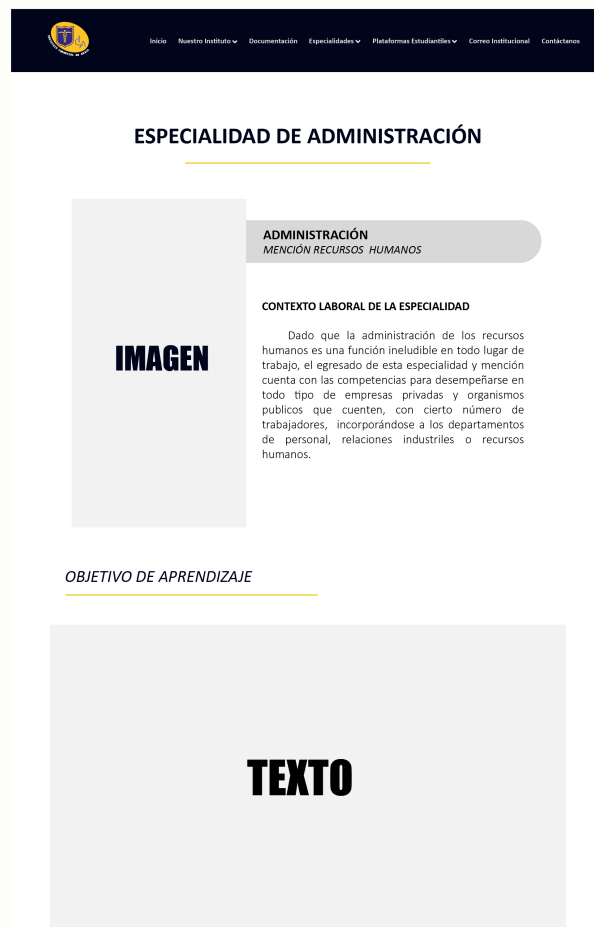 Inicio Nuestro Instituto Documentación Especialidades Plataformas Estudiantiles Correo Institucional Contáctanos
ESPECIALIDAD DE ADMINISTRACIÓN
ADMINISTRACIÓN
MENCIÓN RECURSOS HUMANOS
IMAGEN
CONTEXTO LABORAL DE LA ESPECIALIDAD
Dado que la administración de los recursos
humanos es una función ineludible en todo lugar de
trabajo, el egresado de esta especialidad y mención
cuenta con las competencias para desempeñarse en
todo tipo de empresas privadas y organismos
publicos que cuenten, con cierto número de
trabajadores, incorporándose a los departamentos
de personal, relaciones industriles o recursos
humanos.
OBJETIVO DE APRENDIZAJE
TEXTO